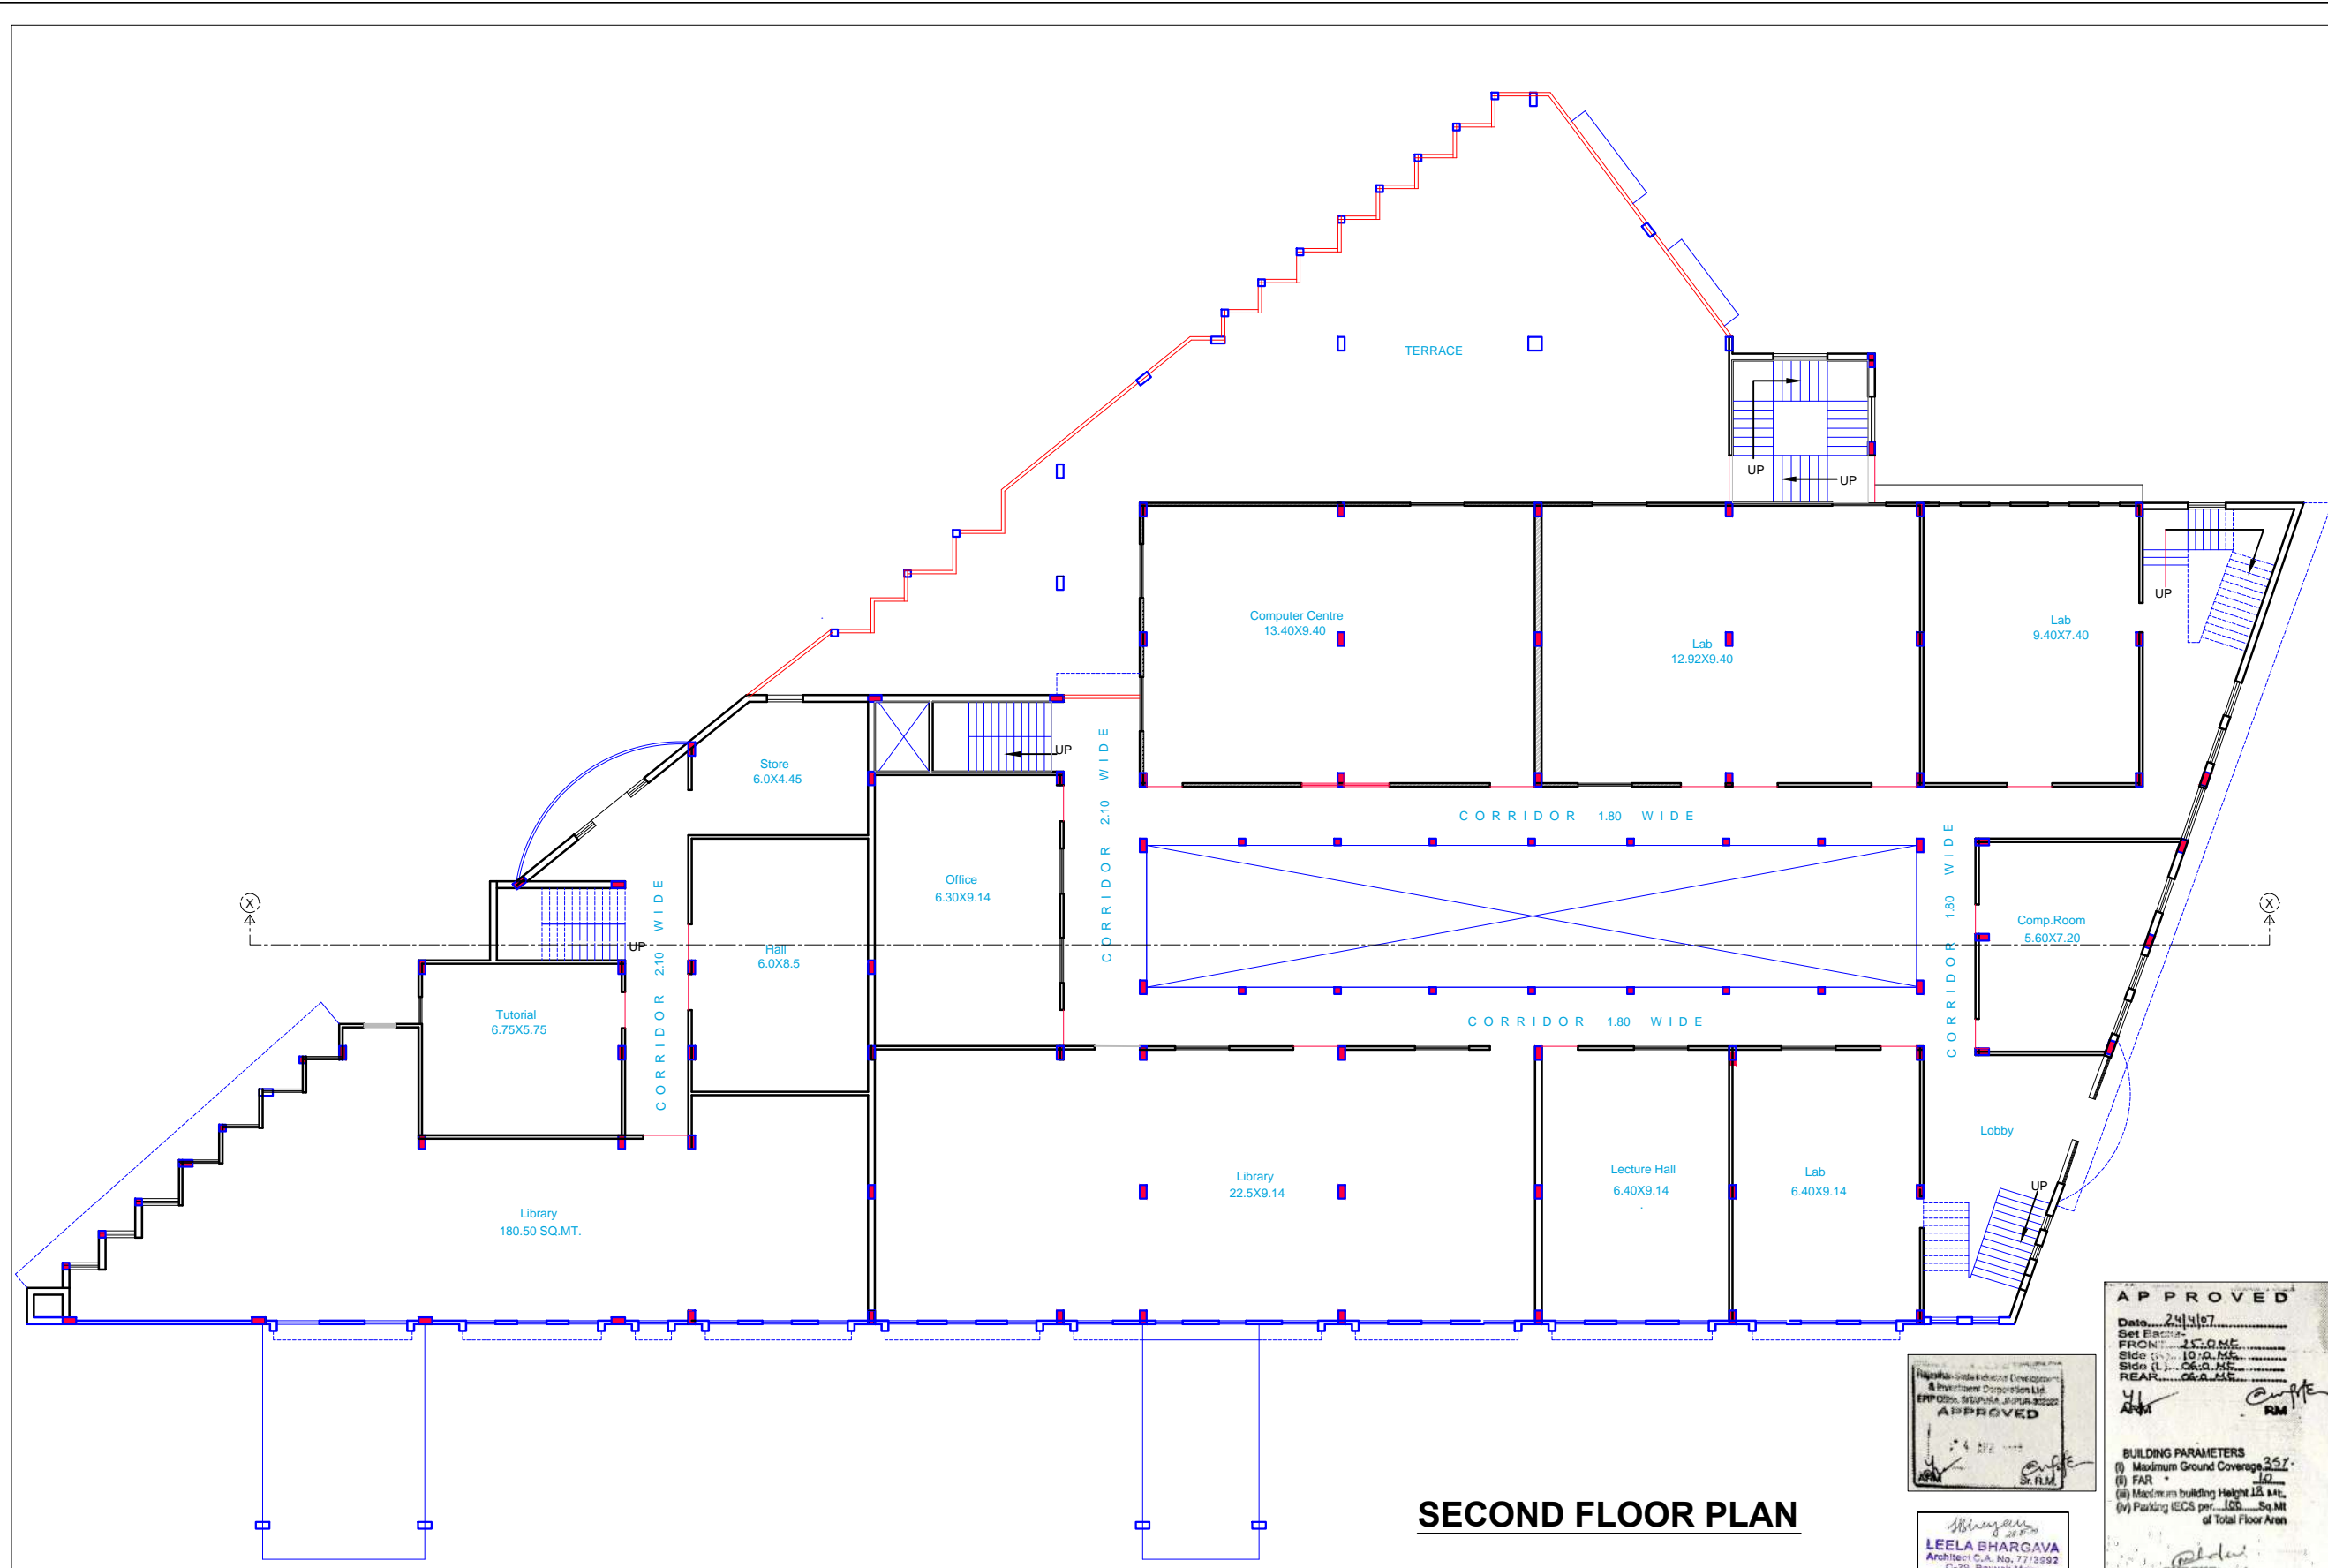 TERRACE
UP
UP
Computer Centre
13.40X9.40
Lab
12.92X9.40
Lab
9.40X7.40
UP
Store
6.0X4.45
UP
CORRIDOR 2.10 WIDE
CORRIDOR 1.80 WIDE
CORRIDOR 1.80 WIDE
Office
6.30X9.14
X
X
Comp.Room
5.60X7.20
UP
CORRIDOR 2.10 WIDE
Hall
6.0X8.5
Tutorial
6.75X5.75
CORRIDOR 1.80 WIDE
Lobby
Library
22.5X9.14
Lecture Hall
6.40X9.14
Lab
6.40X9.14
UP
Library
180.50 SQ.MT.
SECOND FLOOR PLAN
& Investment Corporation Ltd.
APPROVED
ARM Sr. R.M.
LEELA BHARGAVA
Architect C.A. No. 77/3992
APPROVED
Date 24/4/07
FRONT 25.0 Mt
Side 10.0 Mt
Side (L) 06.0 Mt
REAR 06.0 Mt
ARM RM
BUILDING PARAMETERS
(i) Maximum Ground Coverage 35%
(ii) FAR 1.0
(iii) Maximum building Height 18 Mt.
(iv) Parking IECS per 100 Sq.Mt
of Total Floor Area